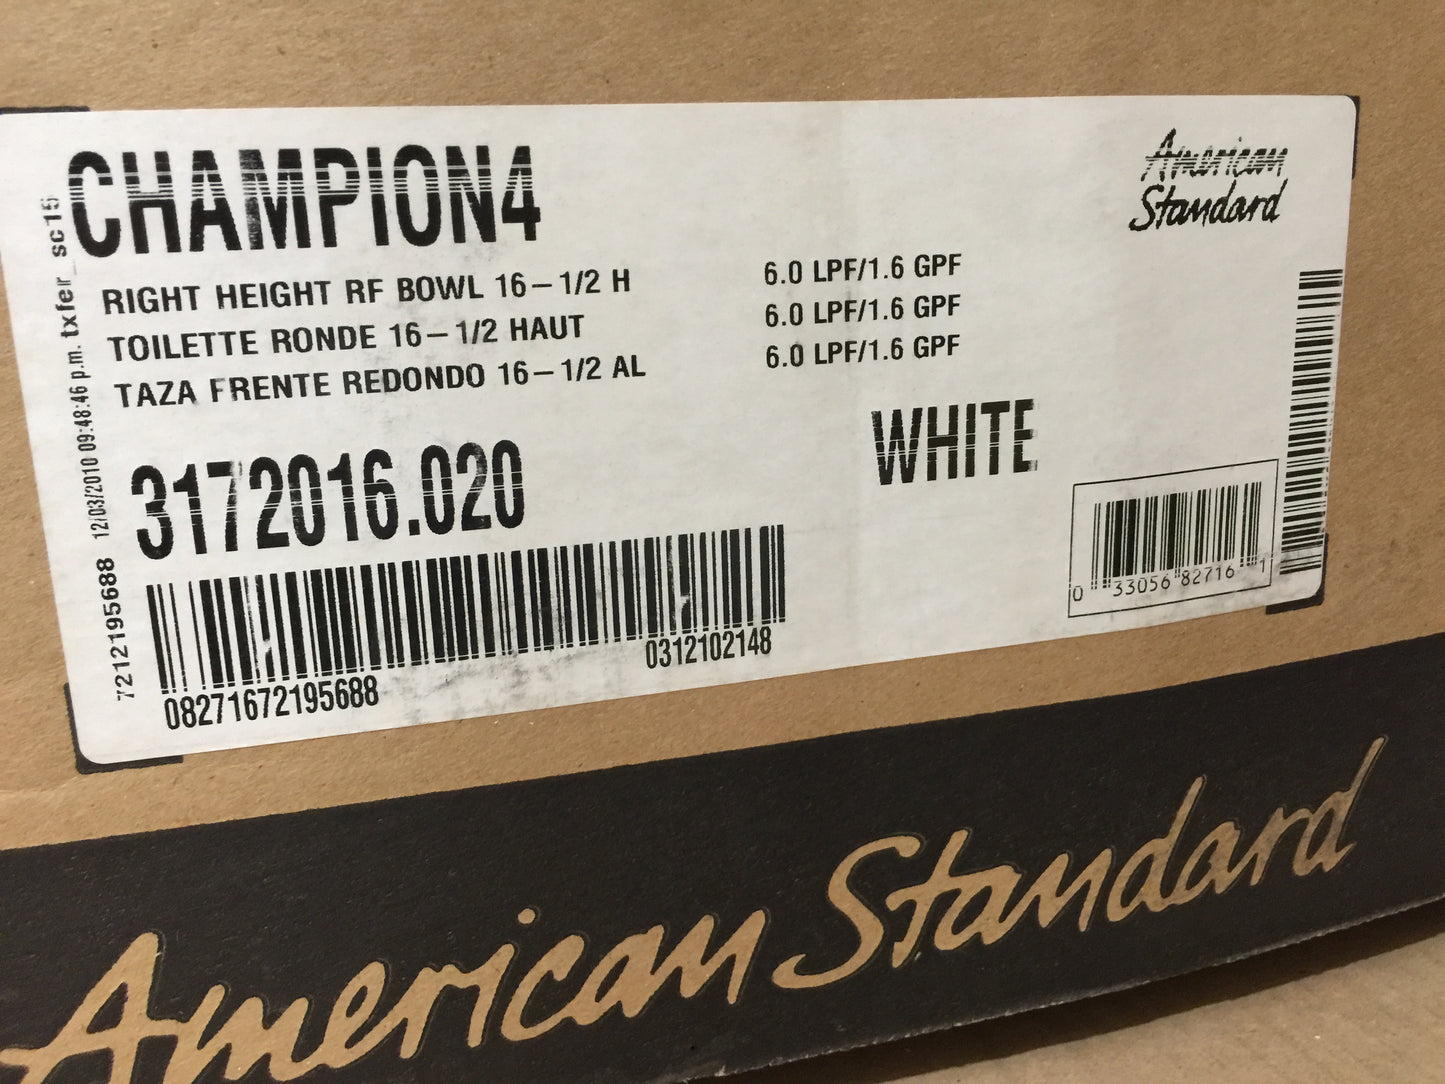 CHAMPION4
American
Standard
RIGHT HEIGHT RF BOWL 16-1/2 H 6.0 LPF/1.6 GPF
TOILETTE RONDE 16-1/2 HAUT 6.0 LPF/1.6 GPF
TAZA FRENTE REDONDO 16-1/2 AL 6.0 LPF/1.6 GPF
3172016.020
WHITE
08271672195688
0312102148
0 33056 82716 1
7212195688 12/03/2010 09:48:46 p.m. txfer_sc15
American Standard